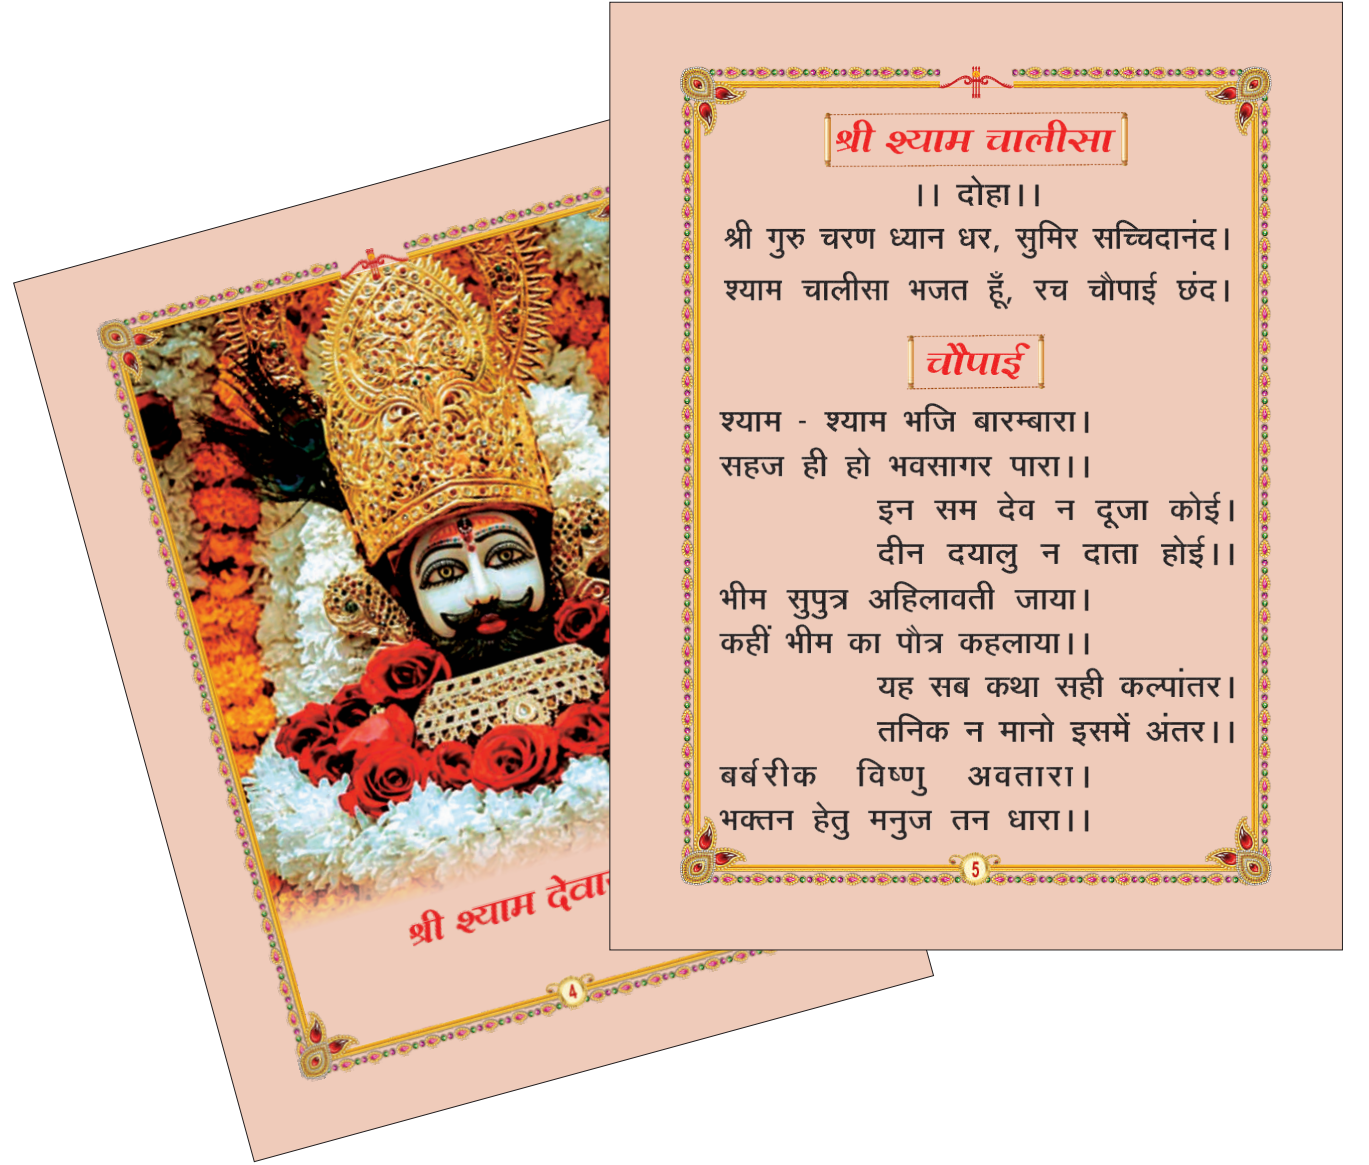 श्री श्याम चालीसा
।। दोहा।।
श्री गुरु चरण ध्यान धर, सुमिर सच्चिदानंद।
श्याम चालीसा भजत हूँ, रच चौपाई छंद।
चौपाई
श्याम - श्याम भजि बारम्बारा।
सहज ही हो भवसागर पारा।।
इन सम देव न दूजा कोई।
दीन दयालु न दाता होई।।
भीम सुपुत्र अहिलावती जाया।
कहीं भीम का पौत्र कहलाया।।
यह सब कथा सही कल्पांतर।
तनिक न मानो इसमें अंतर।।
बर्बरीक विष्णु अवतारा।
भक्तन हेतु मनुज तन धारा।।
5
श्री श्याम
4